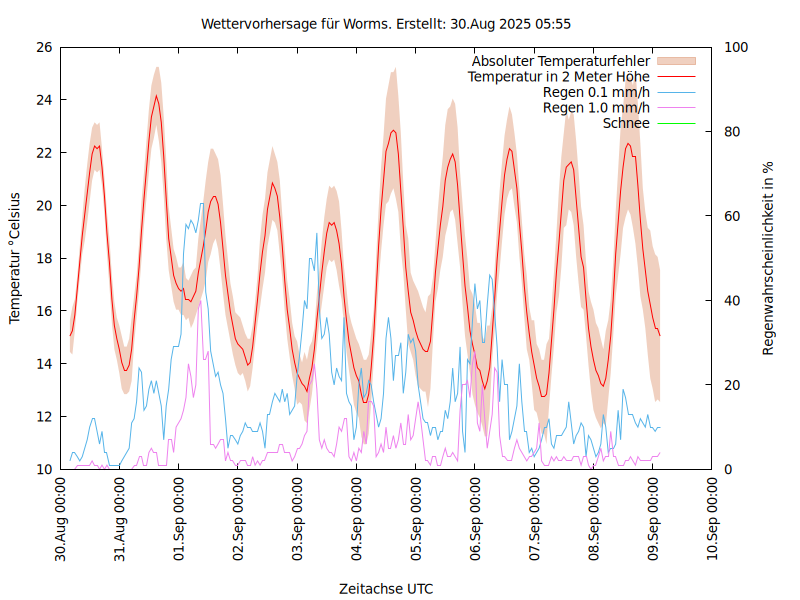 Wettervorhersage für Worms. Erstellt: 30.Aug 2025 05:55
Absoluter Temperaturfehler
Temperatur in 2 Meter Höhe
Regen 0.1 mm/h
Regen 1.0 mm/h
Schnee
Temperatur °Celsius
26
24
22
20
18
16
14
12
10
100
80
60
40
20
0
Regenwahrscheinlichkeit in %
30.Aug 00:00
31.Aug 00:00
01.Sep 00:00
02.Sep 00:00
03.Sep 00:00
04.Sep 00:00
05.Sep 00:00
06.Sep 00:00
07.Sep 00:00
08.Sep 00:00
09.Sep 00:00
10.Sep 00:00
Zeitachse UTC